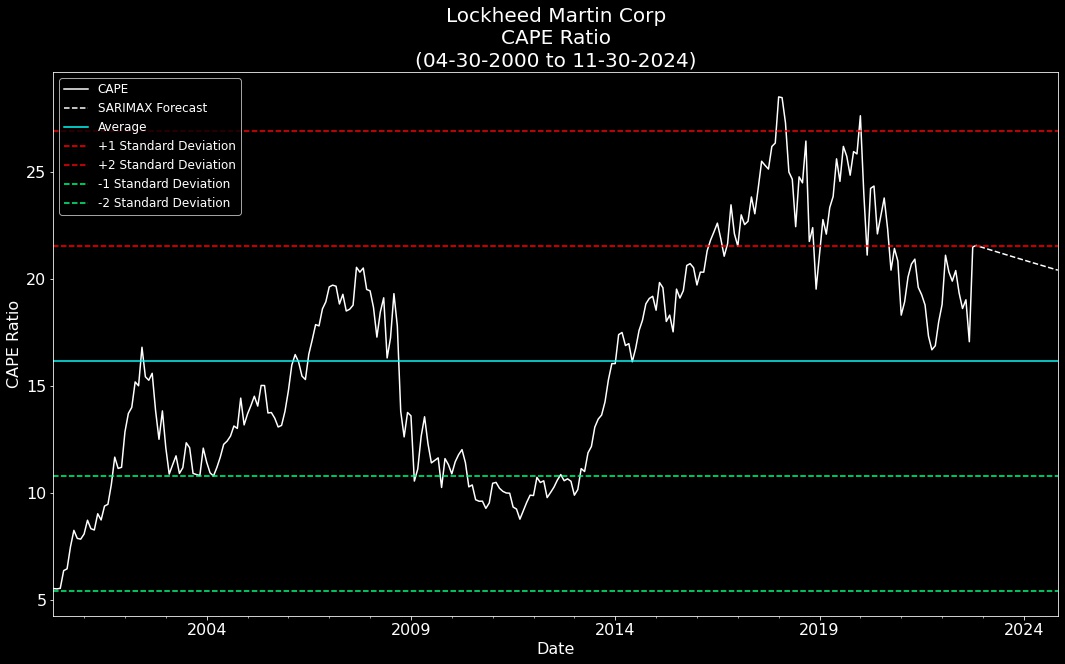 Lockheed Martin Corp
CAPE Ratio
(04-30-2000 to 11-30-2024)
CAPE
SARIMAX Forecast
Average
+1 Standard Deviation
+2 Standard Deviation
-1 Standard Deviation
-2 Standard Deviation
CAPE Ratio
25
20
15
10
5
2004 2009 2014 2019 2024
Date